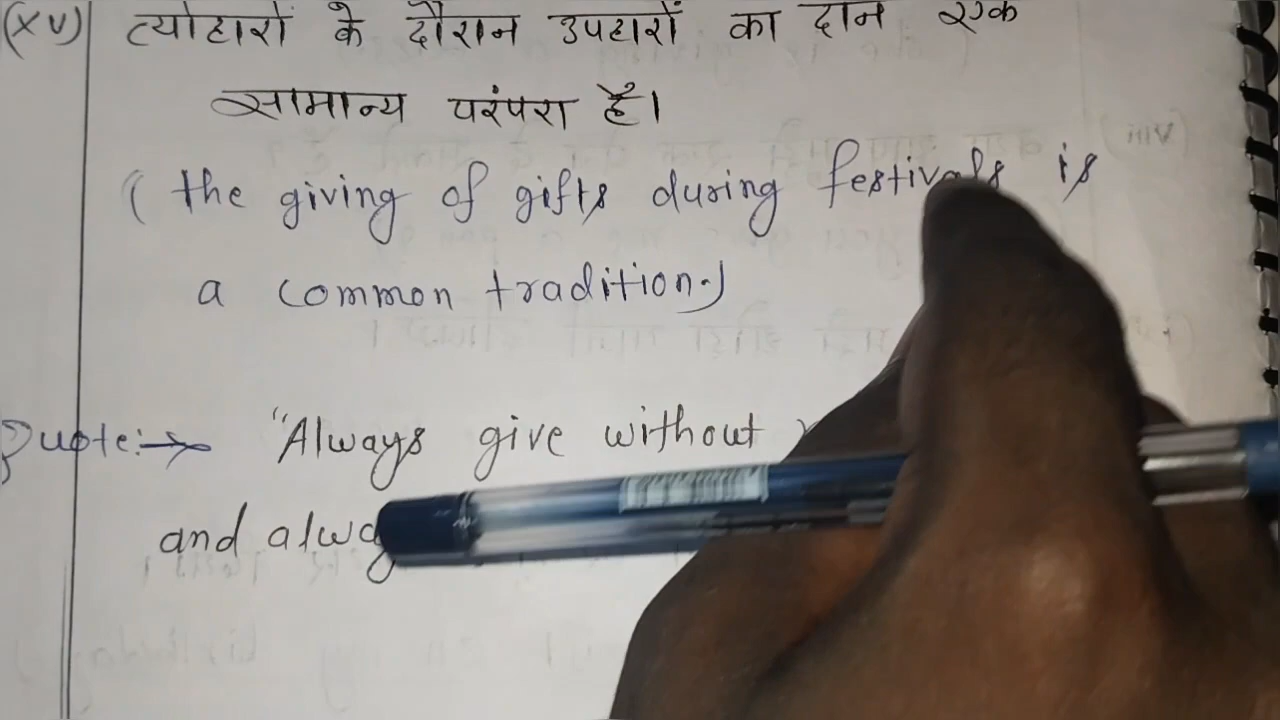 (XV) त्योहारों के दौरान उपहारों का दान एक
सामान्य परंपरा है।
( the giving of gifts during festivals is
a common tradition.)
Quote:→ "Always give without
and